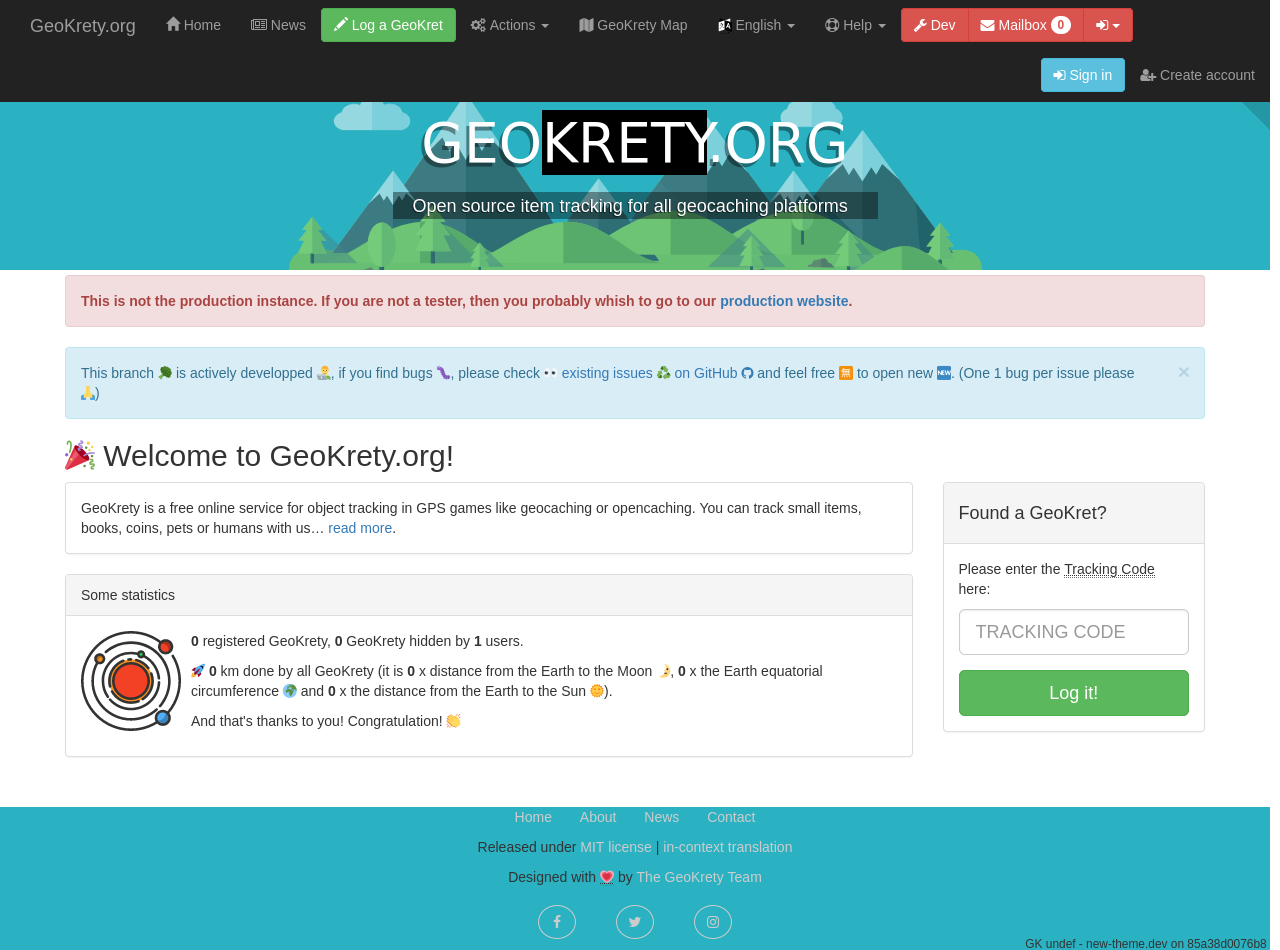 GeoKrety.org Home News Log a GeoKret Actions GeoKrety Map English Help Dev Mailbox 0
Sign in Create account
GEOKRETY.ORG
Open source item tracking for all geocaching platforms
This is not the production instance. If you are not a tester, then you probably whish to go to our production website.
This branch 🌳 is actively developped 👨‍🔬, if you find bugs 🐛, please check 👀 existing issues ♻ on GitHub and feel free 🈚 to open new 🆕. (One 1 bug per issue please
🙏)
×
🎉 Welcome to GeoKrety.org!
GeoKrety is a free online service for object tracking in GPS games like geocaching or opencaching. You can track small items,
books, coins, pets or humans with us… read more.
Found a GeoKret?
Please enter the Tracking Code
here:
TRACKING CODE
Log it!
Some statistics
0 registered GeoKrety, 0 GeoKrety hidden by 1 users.
🚀 0 km done by all GeoKrety (it is 0 x distance from the Earth to the Moon 🌛, 0 x the Earth equatorial
circumference 🌍 and 0 x the distance from the Earth to the Sun 🌞).
And that's thanks to you! Congratulation! 👏
Home About News Contact
Released under MIT license | in-context translation
Designed with 💗 by The GeoKrety Team
GK undef - new-theme.dev on 85a38d0076b8